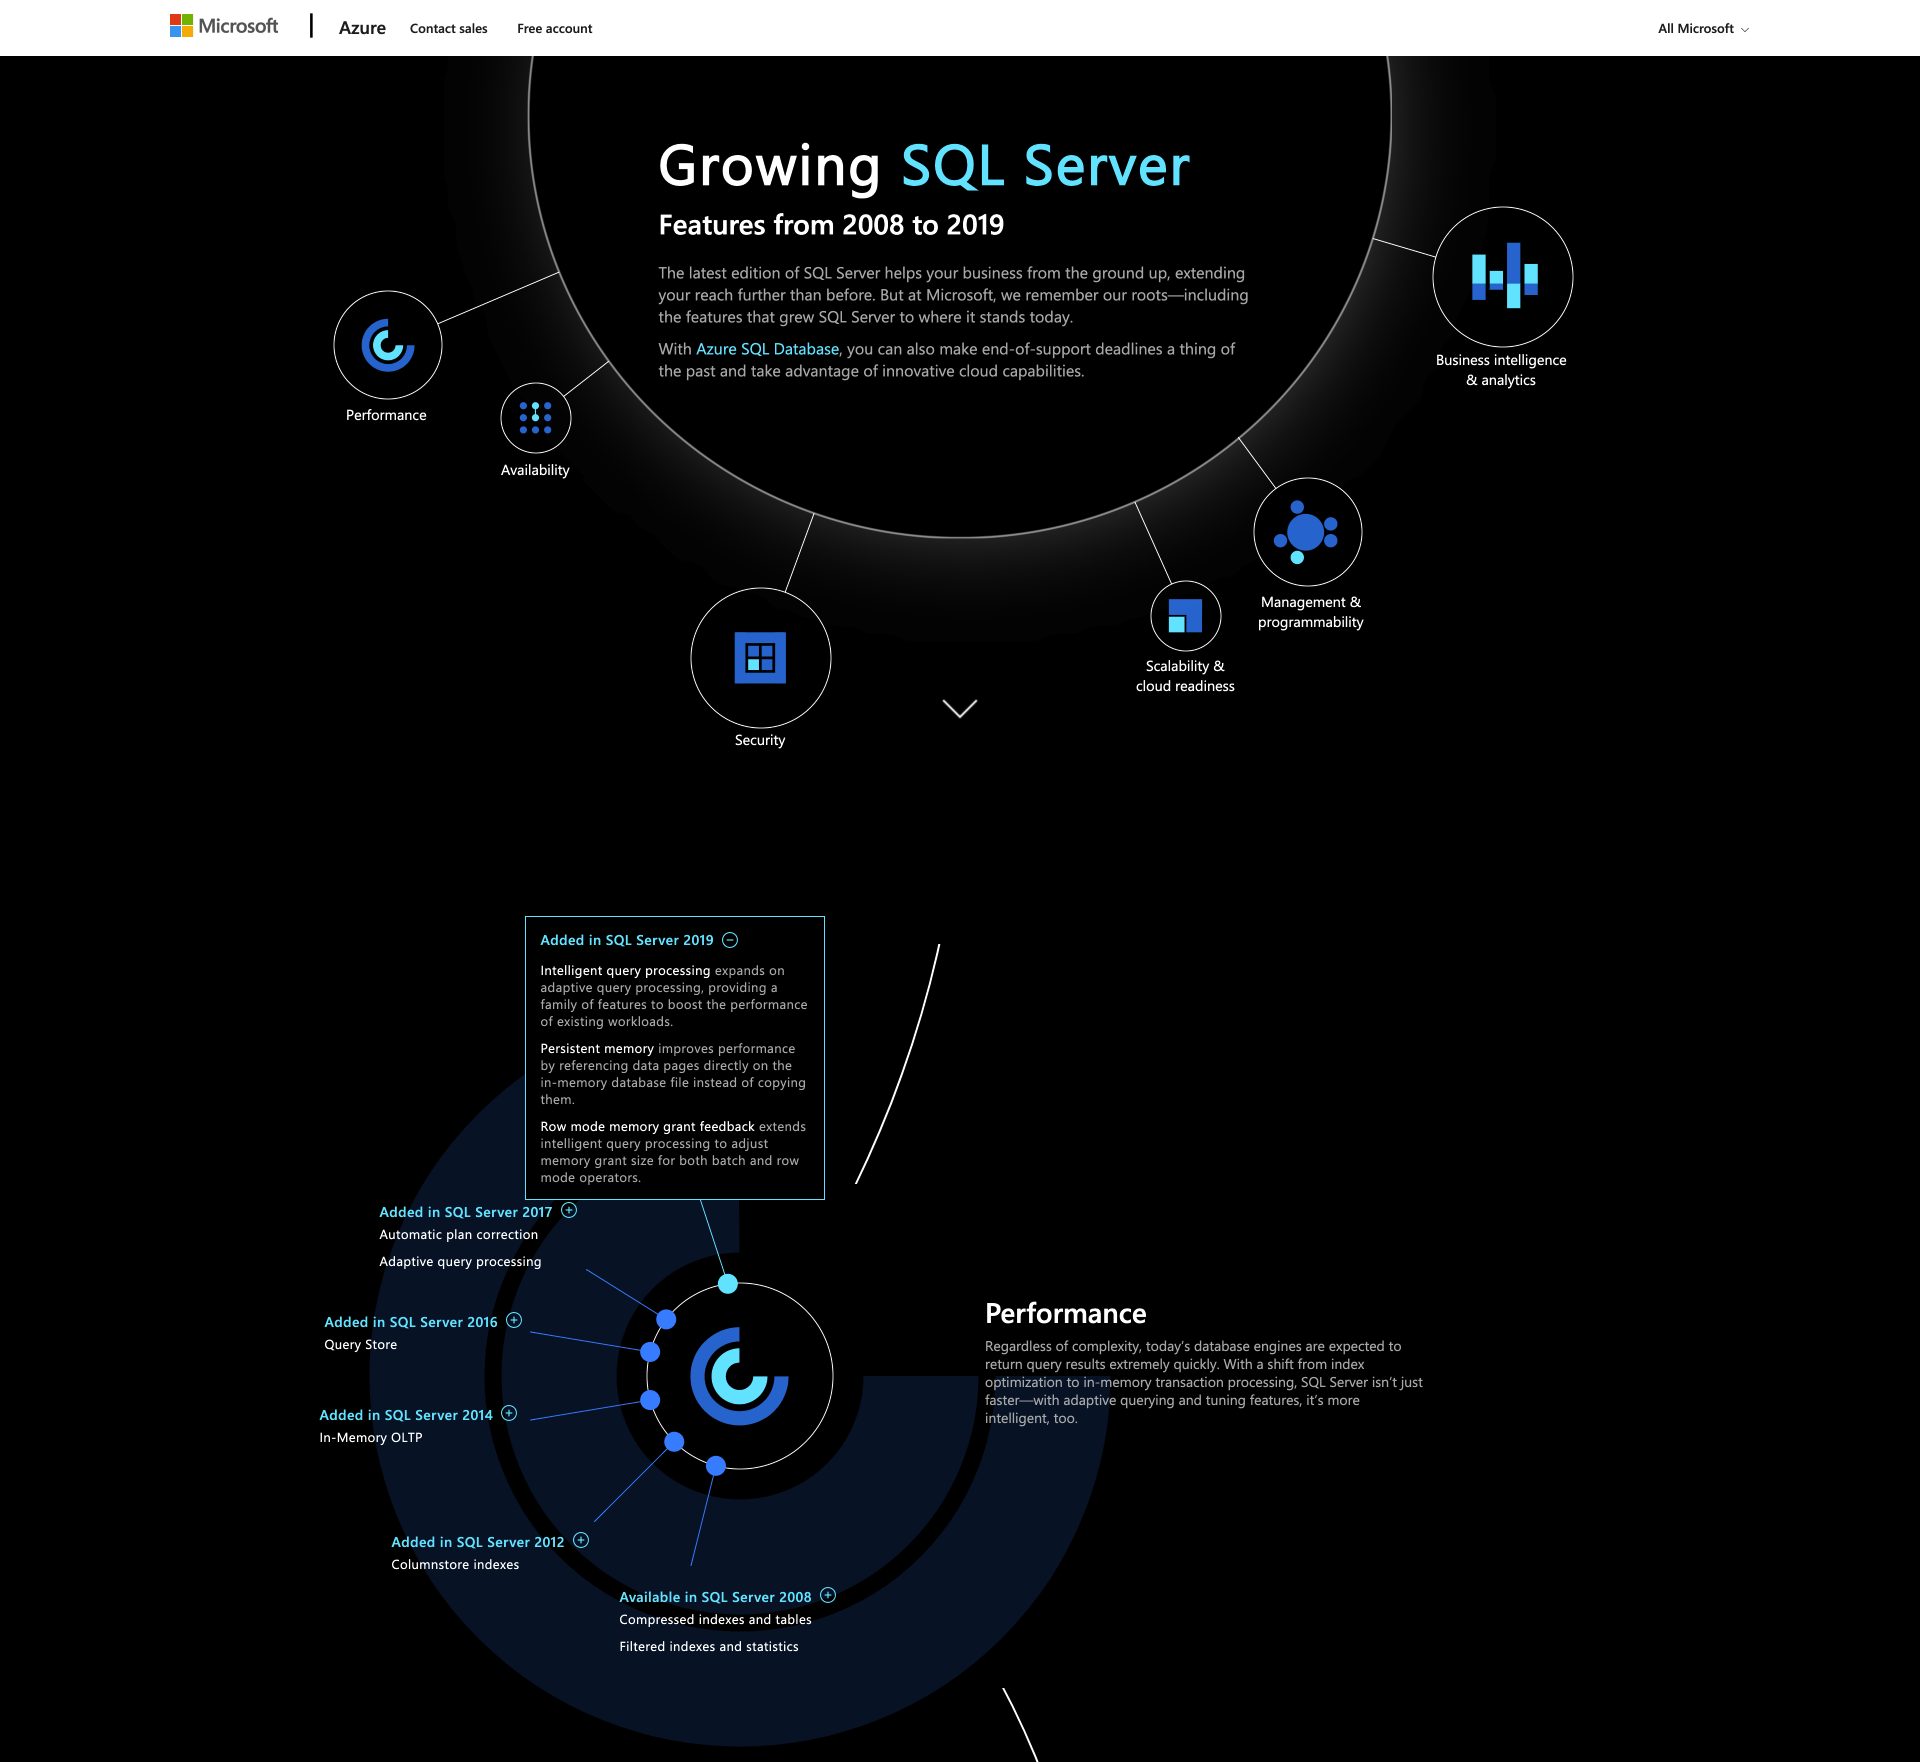 Microsoft
Azure
Contact sales
Free account
All Microsoft
Growing SQL Server
Features from 2008 to 2019
The latest edition of SQL Server helps your business from the ground up, extending
your reach further than before. But at Microsoft, we remember our roots—including
the features that grew SQL Server to where it stands today.
With Azure SQL Database, you can also make end-of-support deadlines a thing of
the past and take advantage of innovative cloud capabilities.
Performance
Availability
Security
Scalability &
cloud readiness
Management &
programmability
Business intelligence
& analytics
Added in SQL Server 2019
Intelligent query processing expands on
adaptive query processing, providing a
family of features to boost the performance
of existing workloads.
Persistent memory improves performance
by referencing data pages directly on the
in-memory database file instead of copying
them.
Row mode memory grant feedback extends
intelligent query processing to adjust
memory grant size for both batch and row
mode operators.
Added in SQL Server 2017
Automatic plan correction
Adaptive query processing
Added in SQL Server 2016
Query Store
Added in SQL Server 2014
In-Memory OLTP
Added in SQL Server 2012
Columnstore indexes
Available in SQL Server 2008
Compressed indexes and tables
Filtered indexes and statistics
Performance
Regardless of complexity, today's database engines are expected to
return query results extremely quickly. With a shift from index
optimization to in-memory transaction processing, SQL Server isn't just
faster—with adaptive querying and tuning features, it's more
intelligent, too.